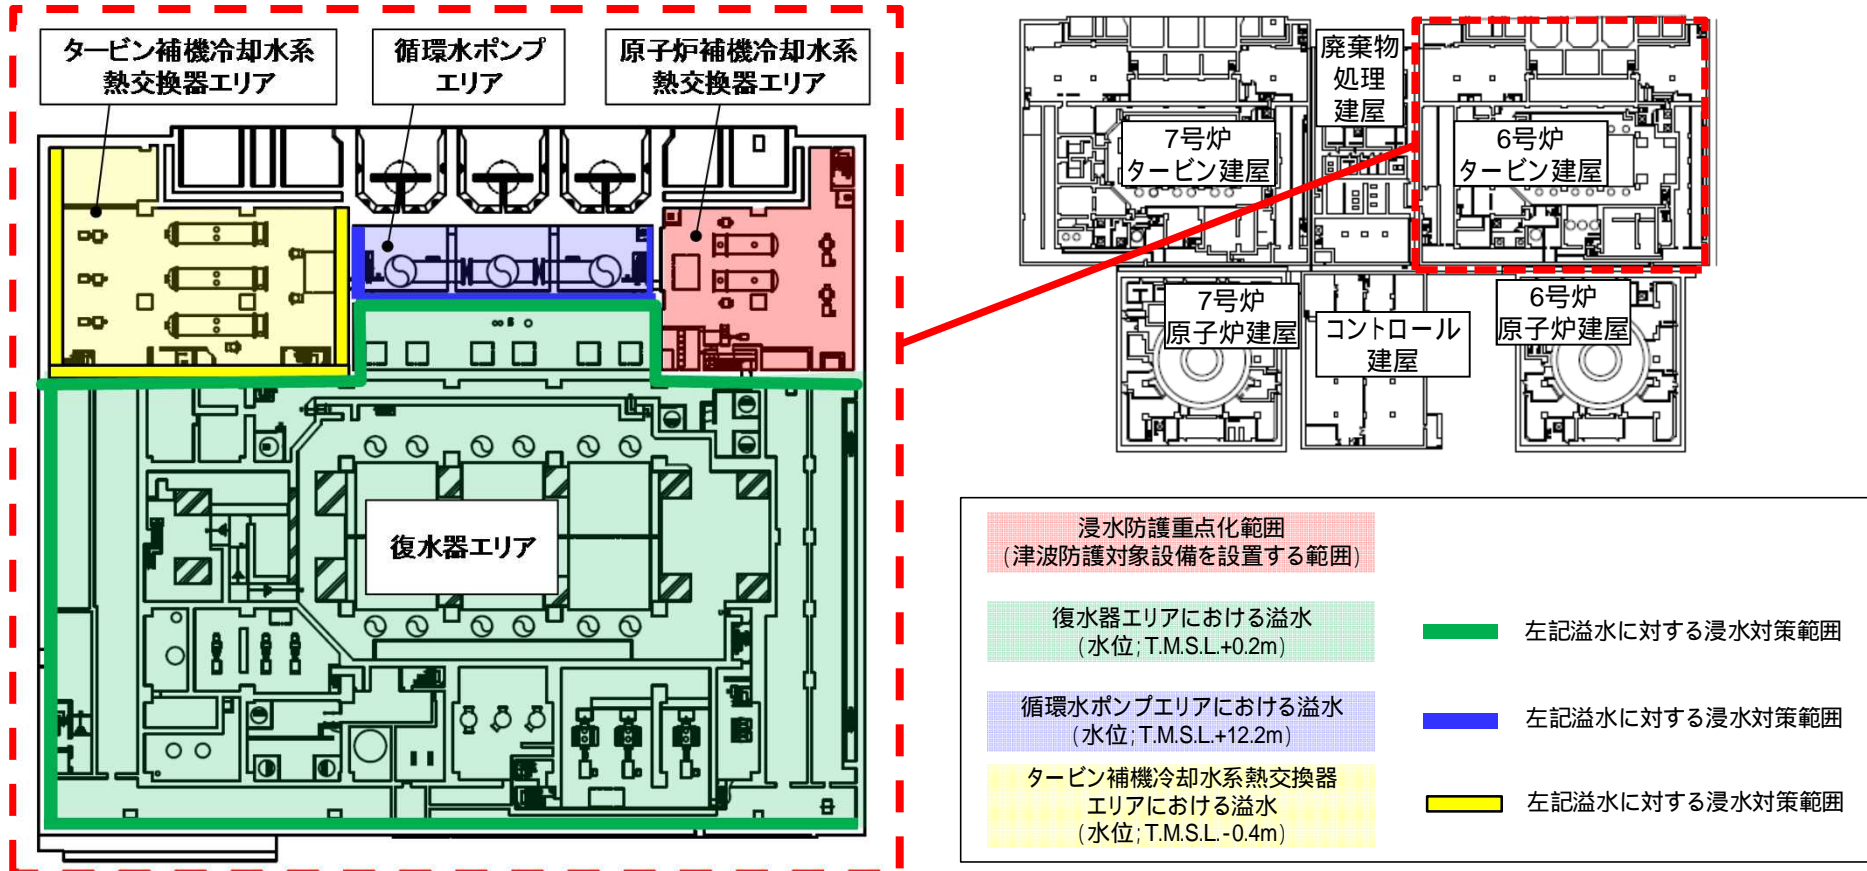 タービン補機冷却水系
熱交換器エリア
循環水ポンプ
エリア
原子炉補機冷却水系
熱交換器エリア
復水器エリア
廃棄物
処理
建屋
7号炉
タービン建屋
6号炉
タービン建屋
7号炉
原子炉建屋
コントロール
建屋
6号炉
原子炉建屋
浸水防護重点化範囲
(津波防護対象設備を設置する範囲)
復水器エリアにおける溢水
(水位;T.M.S.L.+0.2m)
左記溢水に対する浸水対策範囲
循環水ポンプエリアにおける溢水
(水位;T.M.S.L.+12.2m)
左記溢水に対する浸水対策範囲
タービン補機冷却水系熱交換器
エリアにおける溢水
(水位;T.M.S.L.-0.4m)
左記溢水に対する浸水対策範囲